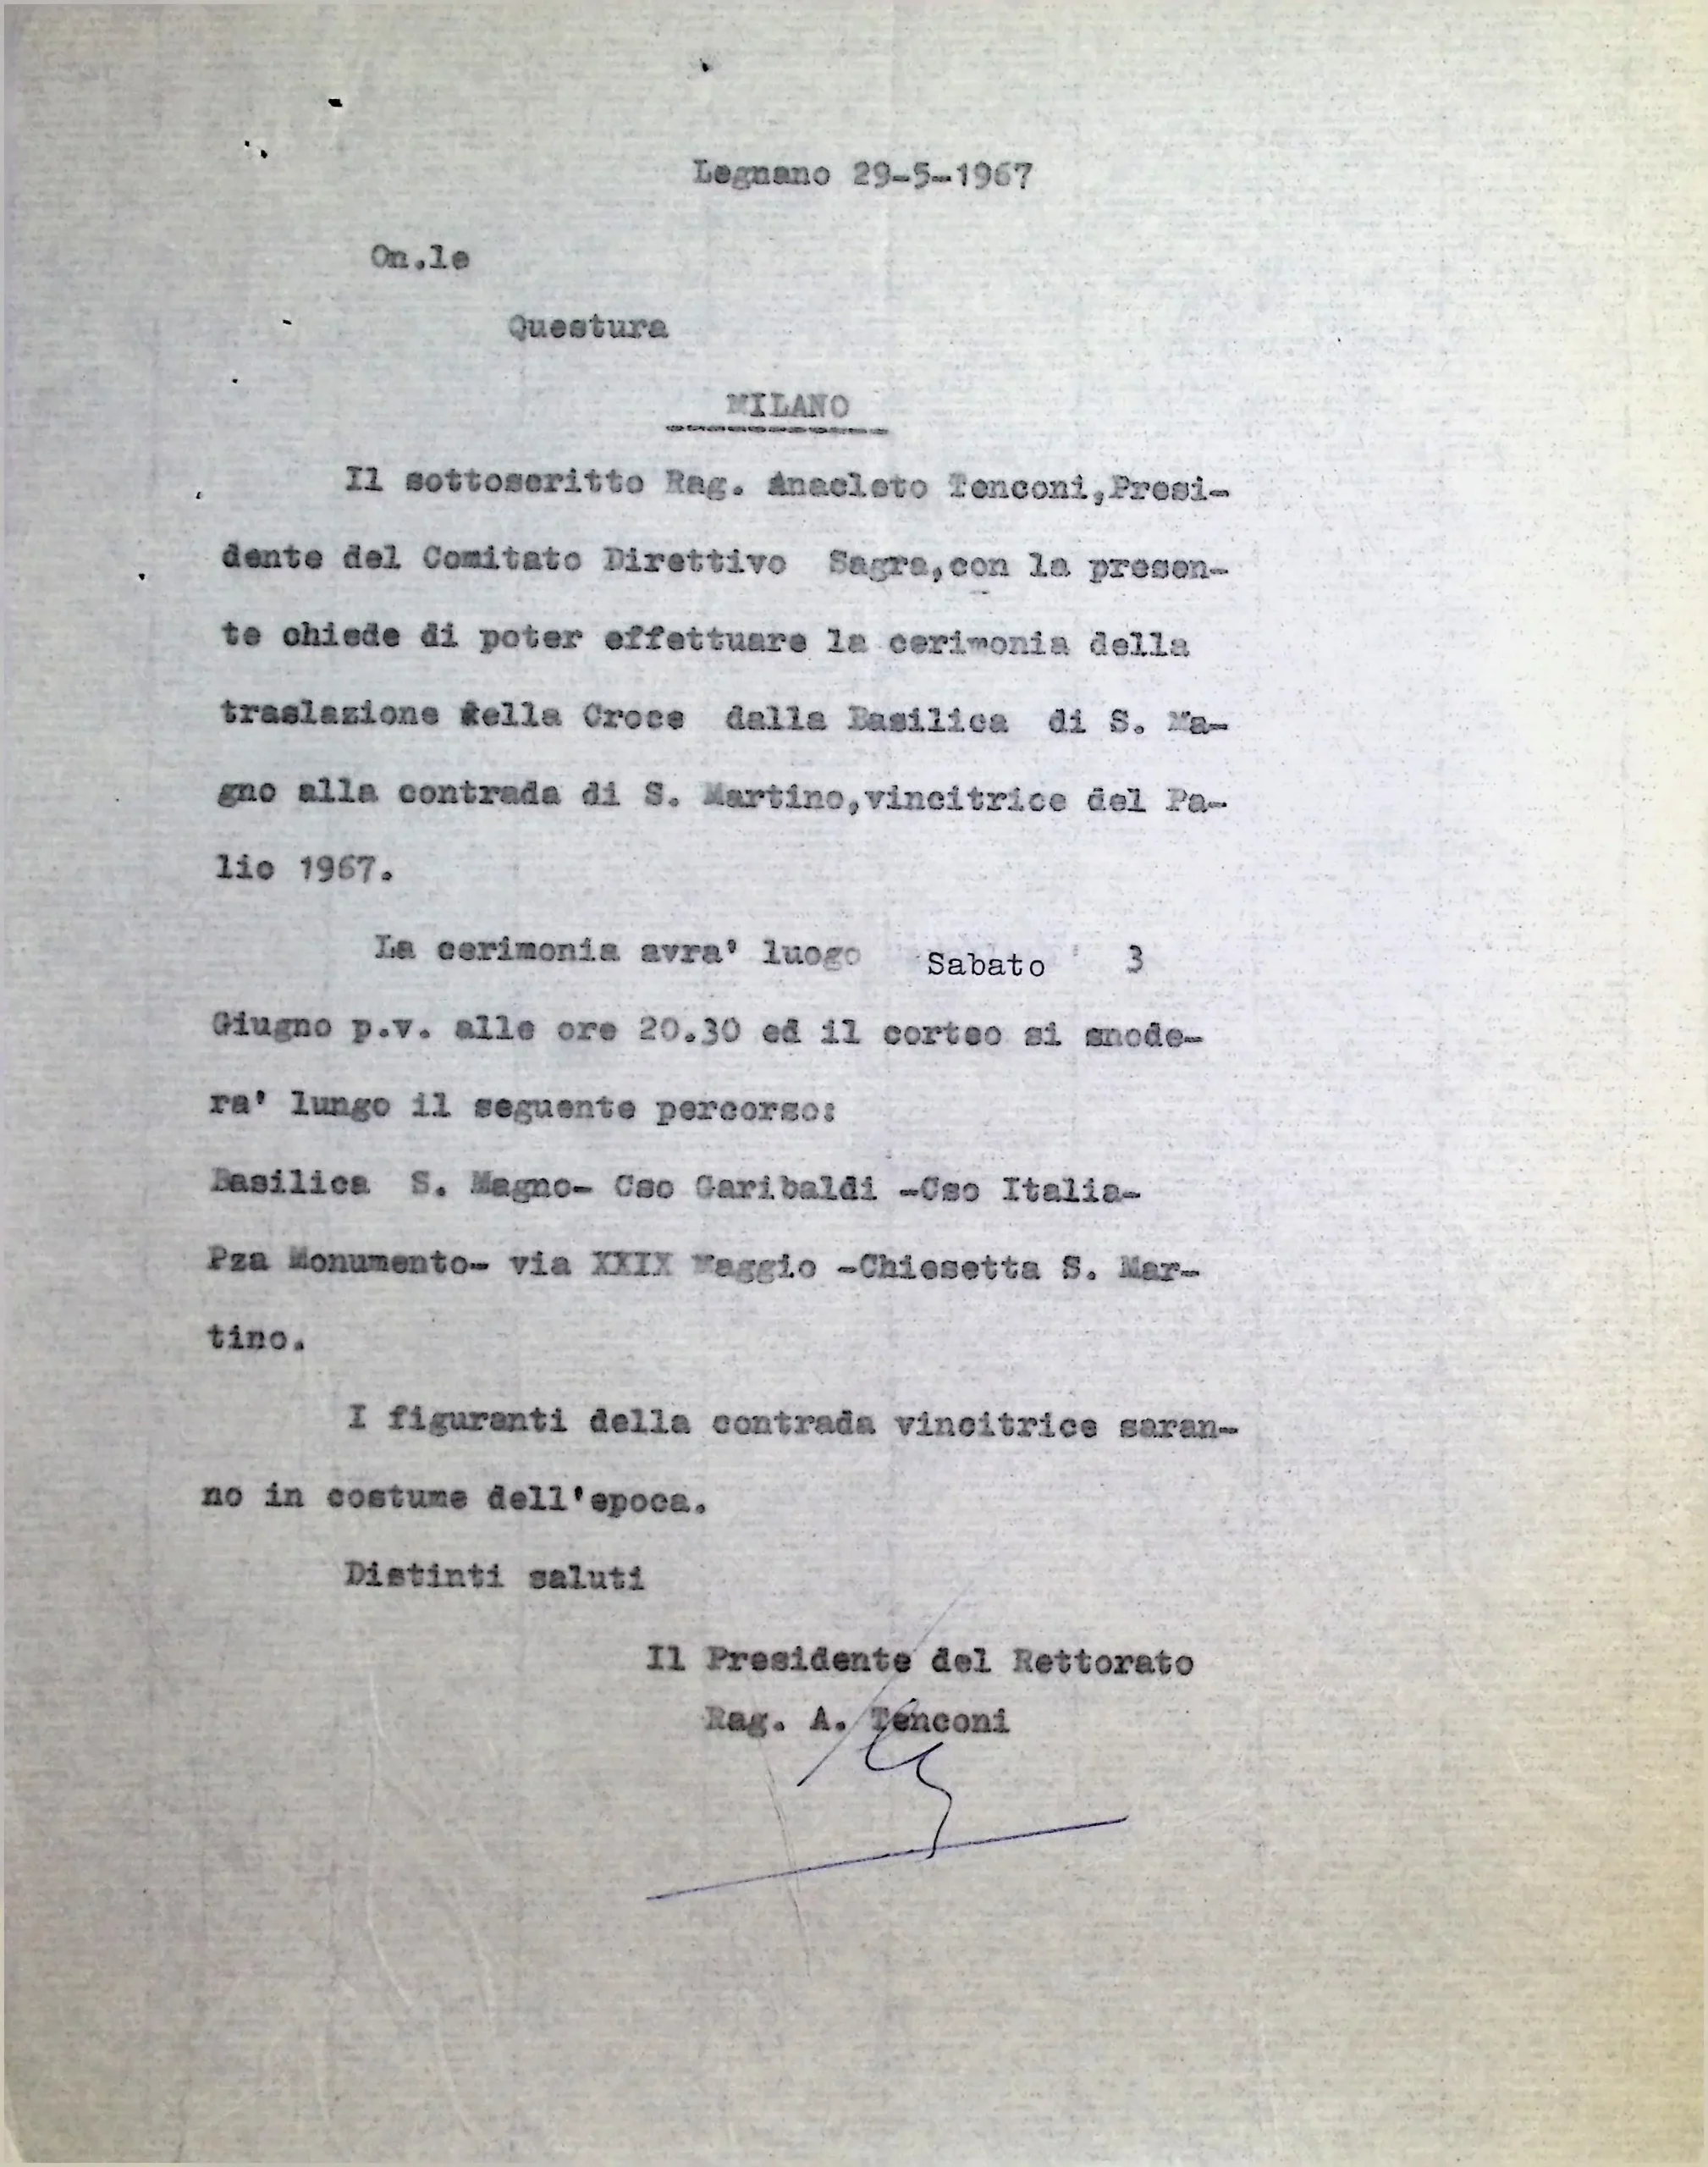 Legnano 29-5-1967
On.le
Questura
MILANO
Il sottoscritto Rag. Anacleto Tenconi,Presi-
dente del Comitato Direttivo Sagra,con la presen-
te chiede di poter effettuare la cerimonia della
traslazione della Croce dalla Basilica di S. Ma-
gno alla contrada di S. Martino,vincitrice del Pa-
lio 1967.
La cerimonia avra' luogo Sabato 3
Giugno p.v. alle ore 20.30 ed il corteo si snode-
ra' lungo il seguente percorso:
Basilica S. Magno- Cso Garibaldi -Cso Italia-
Pza Monumento- via XXIX Maggio -Chiesetta S. Mar-
tino.
I figuranti della contrada vincitrice saran-
no in costume dell'epoca.
Distinti saluti
Il Presidente del Rettorato
Rag. A. Tenconi